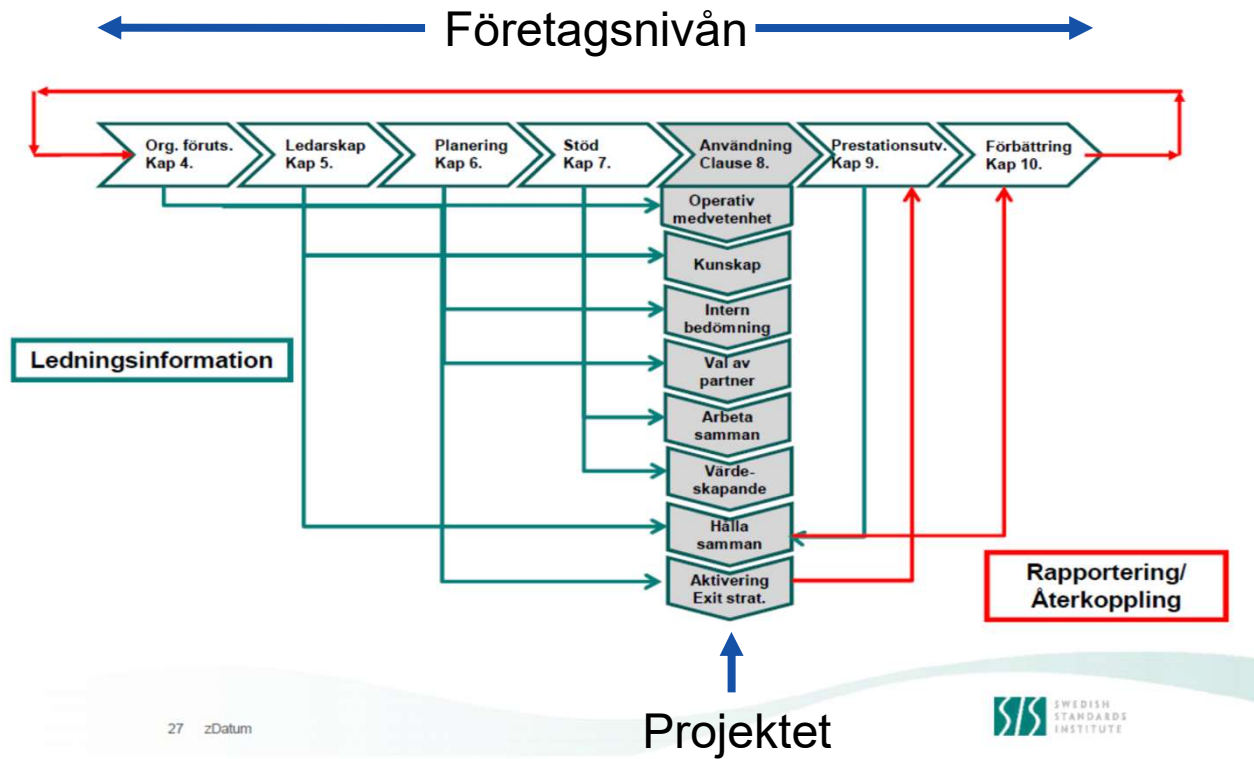 Företagsnivån
Org. föruts.
Kap 4.
Ledarskap
Kap 5.
Planering
Kap 6.
Stöd
Kap 7.
Användning
Clause 8.
Prestationsutv.
Kap 9.
Förbättring
Kap 10.
Operativ
medvetenhet
Kunskap
Intern
bedömning
Val av
partner
Arbeta
samman
Värde-
skapande
Hålla
samman
Aktivering
Exit strat.
Ledningsinformation
Rapportering/
Återkoppling
Projektet
27 zDatum
SIS
SWEDISH
STANDARDS
INSTITUTE